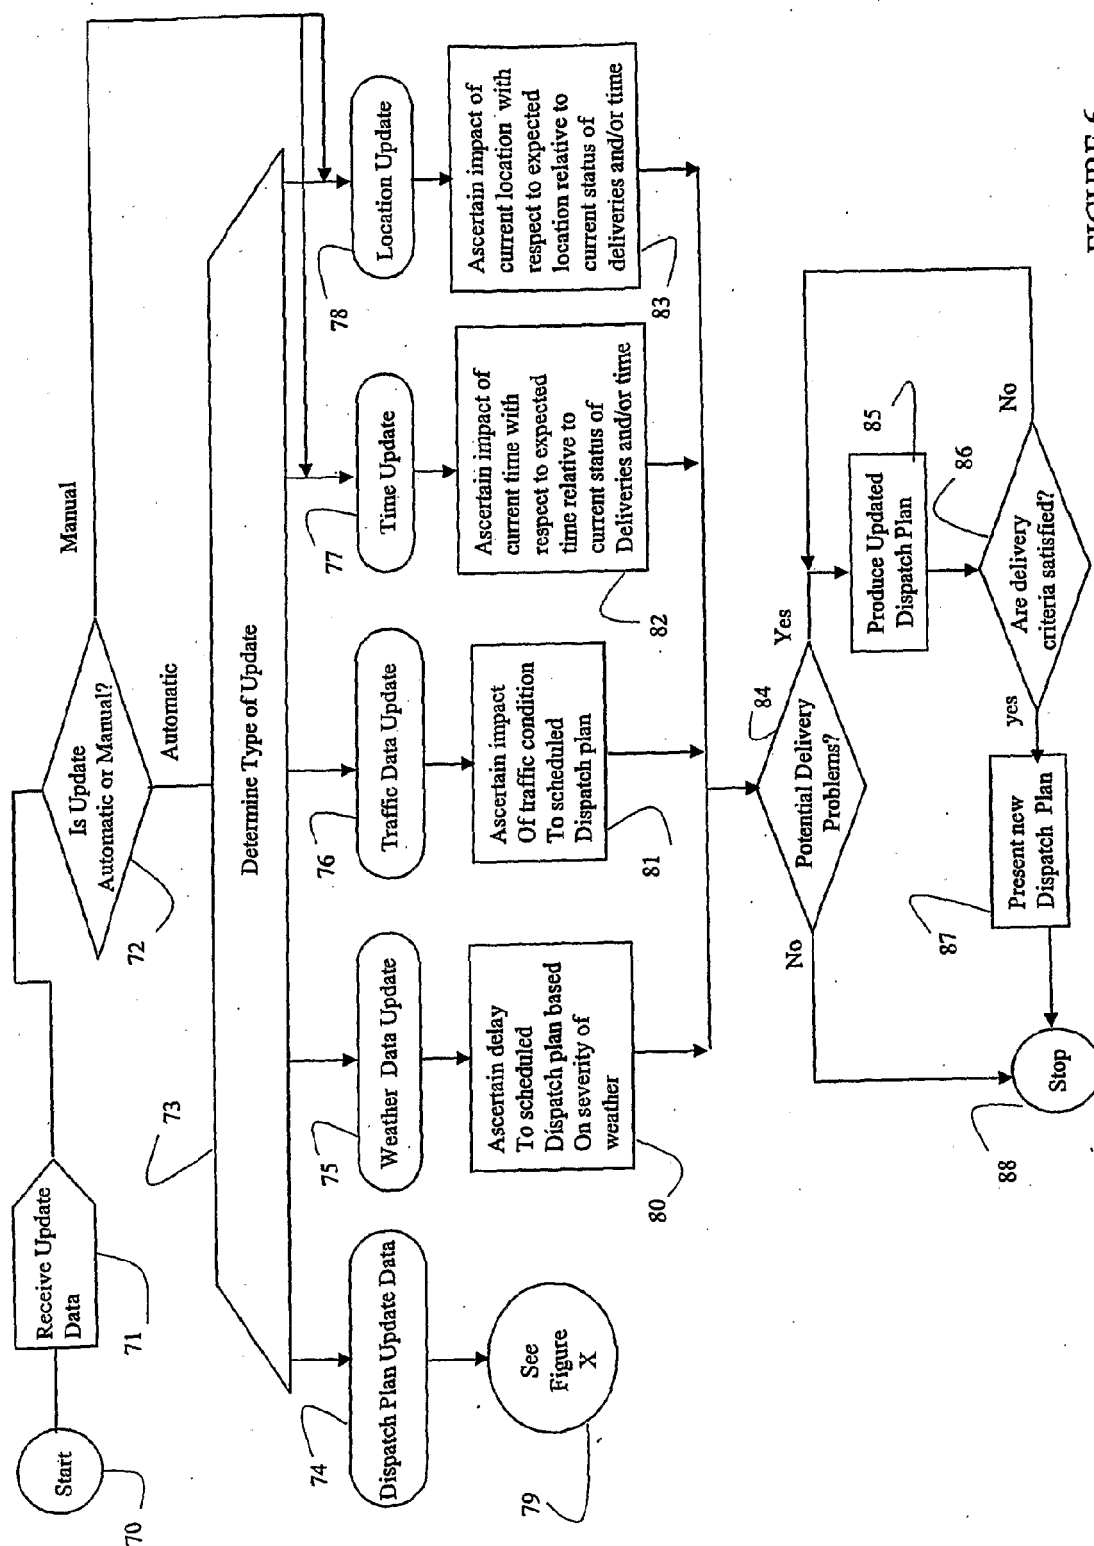 Start
70
Receive Update
Data
71
Is Update
Automatic or Manual?
72
Manual
Automatic
73
Determine Type of Update
74
Dispatch Plan Update Data
75
Weather Data Update
76
Traffic Data Update
77
Time Update
78
Location Update
See
Figure
X
79
Ascertain delay
To scheduled
Dispatch plan based
On severity of
weather
80
Ascertain impact
Of traffic condition
To scheduled
Dispatch plan
81
Ascertain impact of
current time with
respect to expected
time relative to
current status of
Deliveries and/or time
82
Ascertain impact of
current location with
respect to expected
location relative to
current status of
deliveries and/or time
83
84
Potential Delivery
Problems?
No
Yes
Produce Updated
Dispatch Plan
85
86
Are delivery
criteria satisfied?
No
yes
Present new
Dispatch Plan
87
Stop
88
FIGURE 6